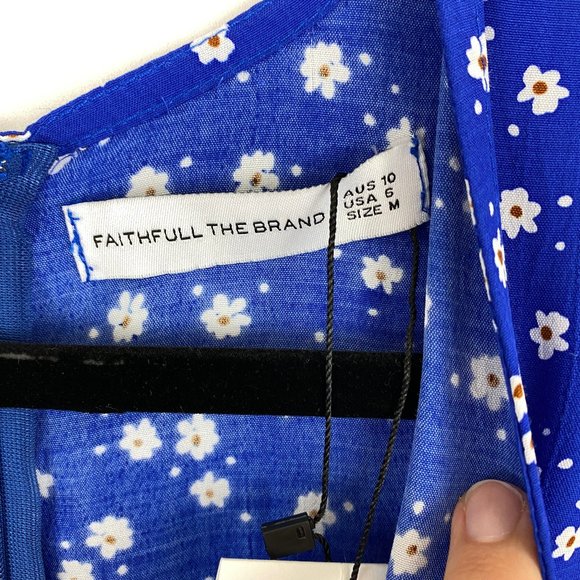 FAITHFULL THE BRAND
AUS 10
USA 6
SIZE M